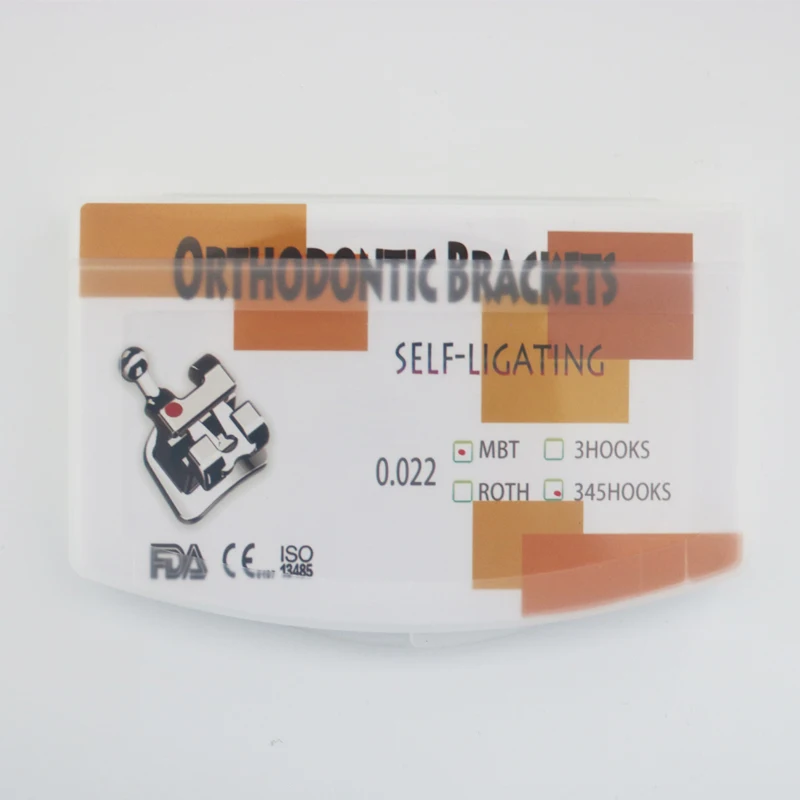 ORTHODONTIC BRACKETS
SELF-LIGATING
0.022
MBT 3HOOKS
ROTH 345HOOKS
FDA CE ISO
13485